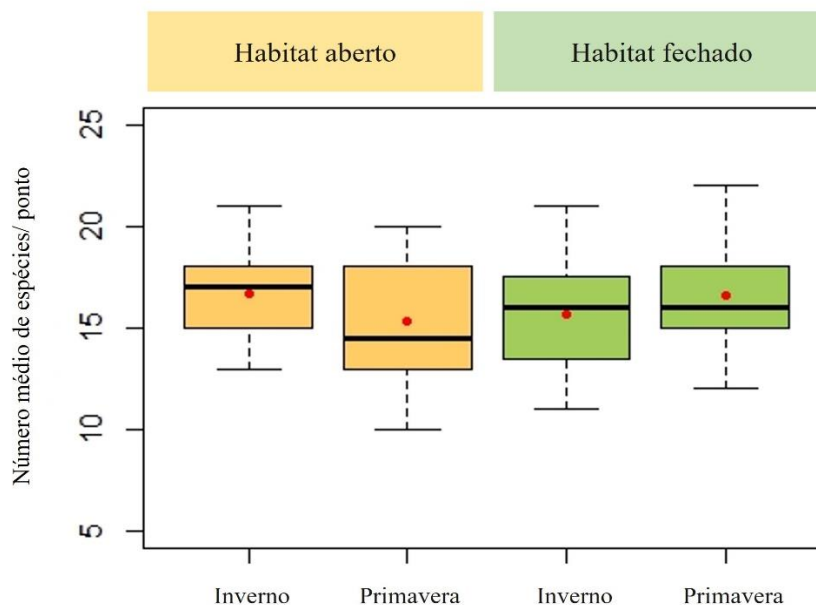 Habitat aberto
Habitat fechado
Número médio de espécies/ ponto
25
20
15
10
5
Inverno
Primavera
Inverno
Primavera